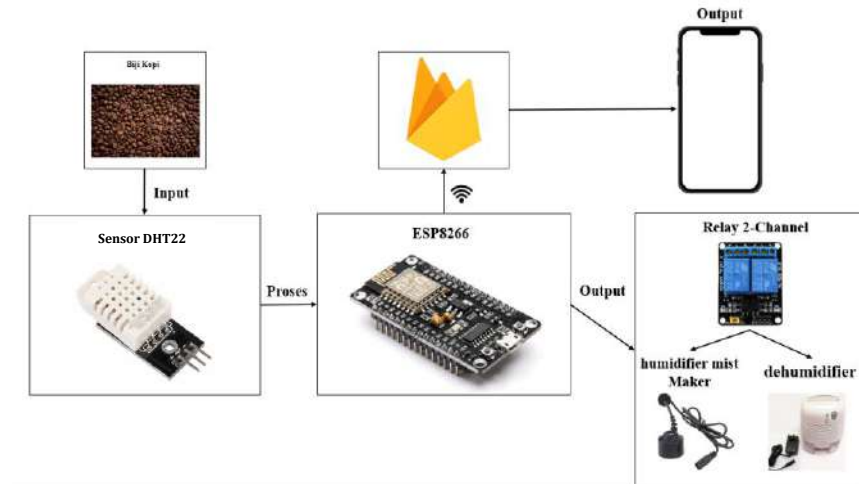 Output
Biji Kopi
Input
Sensor DHT22
ESP8266
Relay 2-Channel
Proses
Output
humidifier mist
Maker
dehumidifier